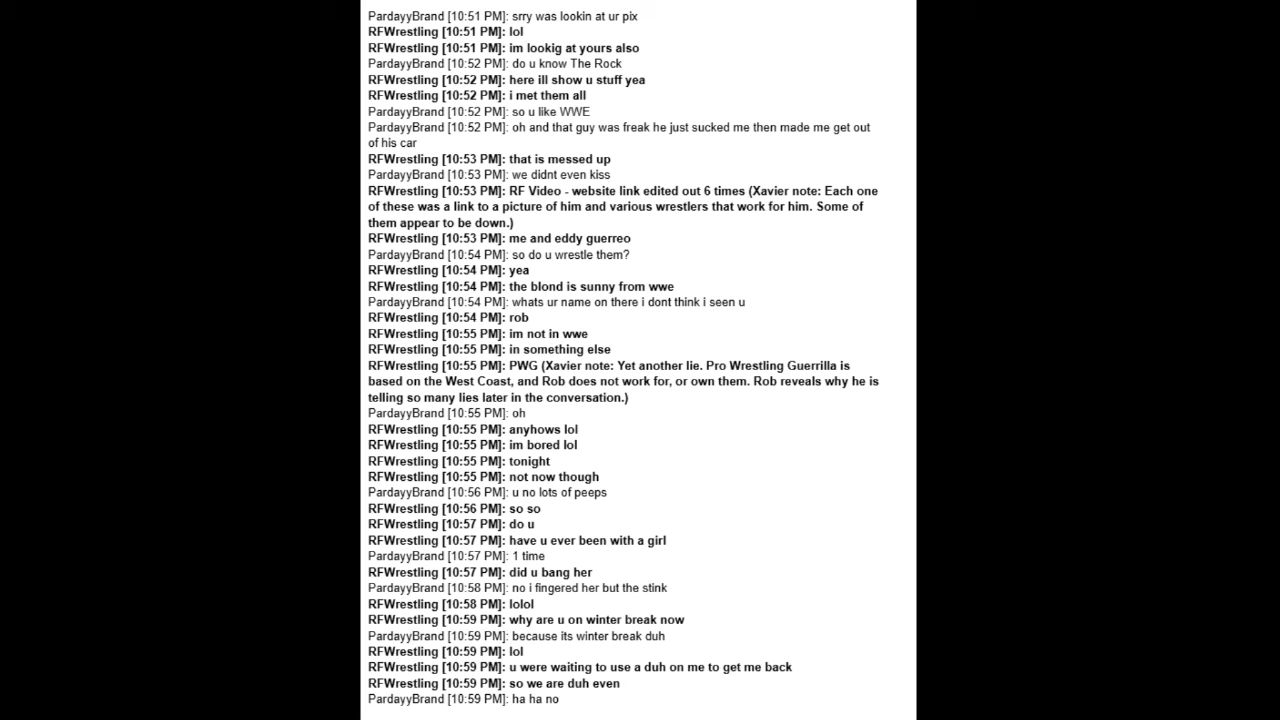 PardayyBrand [10:51 PM]: srry was lookin at ur pix
RFWrestling [10:51 PM]: lol
RFWrestling [10:51 PM]: im lookig at yours also
PardayyBrand [10:52 PM]: do u know The Rock
RFWrestling [10:52 PM]: here ill show u stuff yea
RFWrestling [10:52 PM]: i met them all
PardayyBrand [10:52 PM]: so u like WWE
PardayyBrand [10:52 PM]: oh and that guy was freak he just sucked me then made me get out
of his car
RFWrestling [10:53 PM]: that is messed up
PardayyBrand [10:53 PM]: we didnt even kiss
RFWrestling [10:53 PM]: RF Video - website link edited out 6 times (Xavier note: Each one
of these was a link to a picture of him and various wrestlers that work for him. Some of
them appear to be down.)
RFWrestling [10:53 PM]: me and eddy guerreo
PardayyBrand [10:54 PM]: so do u wrestle them?
RFWrestling [10:54 PM]: yea
RFWrestling [10:54 PM]: the blond is sunny from wwe
PardayyBrand [10:54 PM]: whats ur name on there i dont think i seen u
RFWrestling [10:54 PM]: rob
RFWrestling [10:55 PM]: im not in wwe
RFWrestling [10:55 PM]: in something else
RFWrestling [10:55 PM]: PWG (Xavier note: Yet another lie. Pro Wrestling Guerrilla is
based on the West Coast, and Rob does not work for, or own them. Rob reveals why he is
telling so many lies later in the conversation.)
PardayyBrand [10:55 PM]: oh
RFWrestling [10:55 PM]: anyhows lol
RFWrestling [10:55 PM]: im bored lol
RFWrestling [10:55 PM]: tonight
RFWrestling [10:55 PM]: not now though
PardayyBrand [10:56 PM]: u no lots of peeps
RFWrestling [10:56 PM]: so so
RFWrestling [10:57 PM]: do u
RFWrestling [10:57 PM]: have u ever been with a girl
PardayyBrand [10:57 PM]: 1 time
RFWrestling [10:57 PM]: did u bang her
PardayyBrand [10:58 PM]: no i fingered her but the stink
RFWrestling [10:58 PM]: lolol
RFWrestling [10:59 PM]: why are u on winter break now
PardayyBrand [10:59 PM]: because its winter break duh
RFWrestling [10:59 PM]: lol
RFWrestling [10:59 PM]: u were waiting to use a duh on me to get me back
RFWrestling [10:59 PM]: so we are duh even
PardayyBrand [10:59 PM]: ha ha no